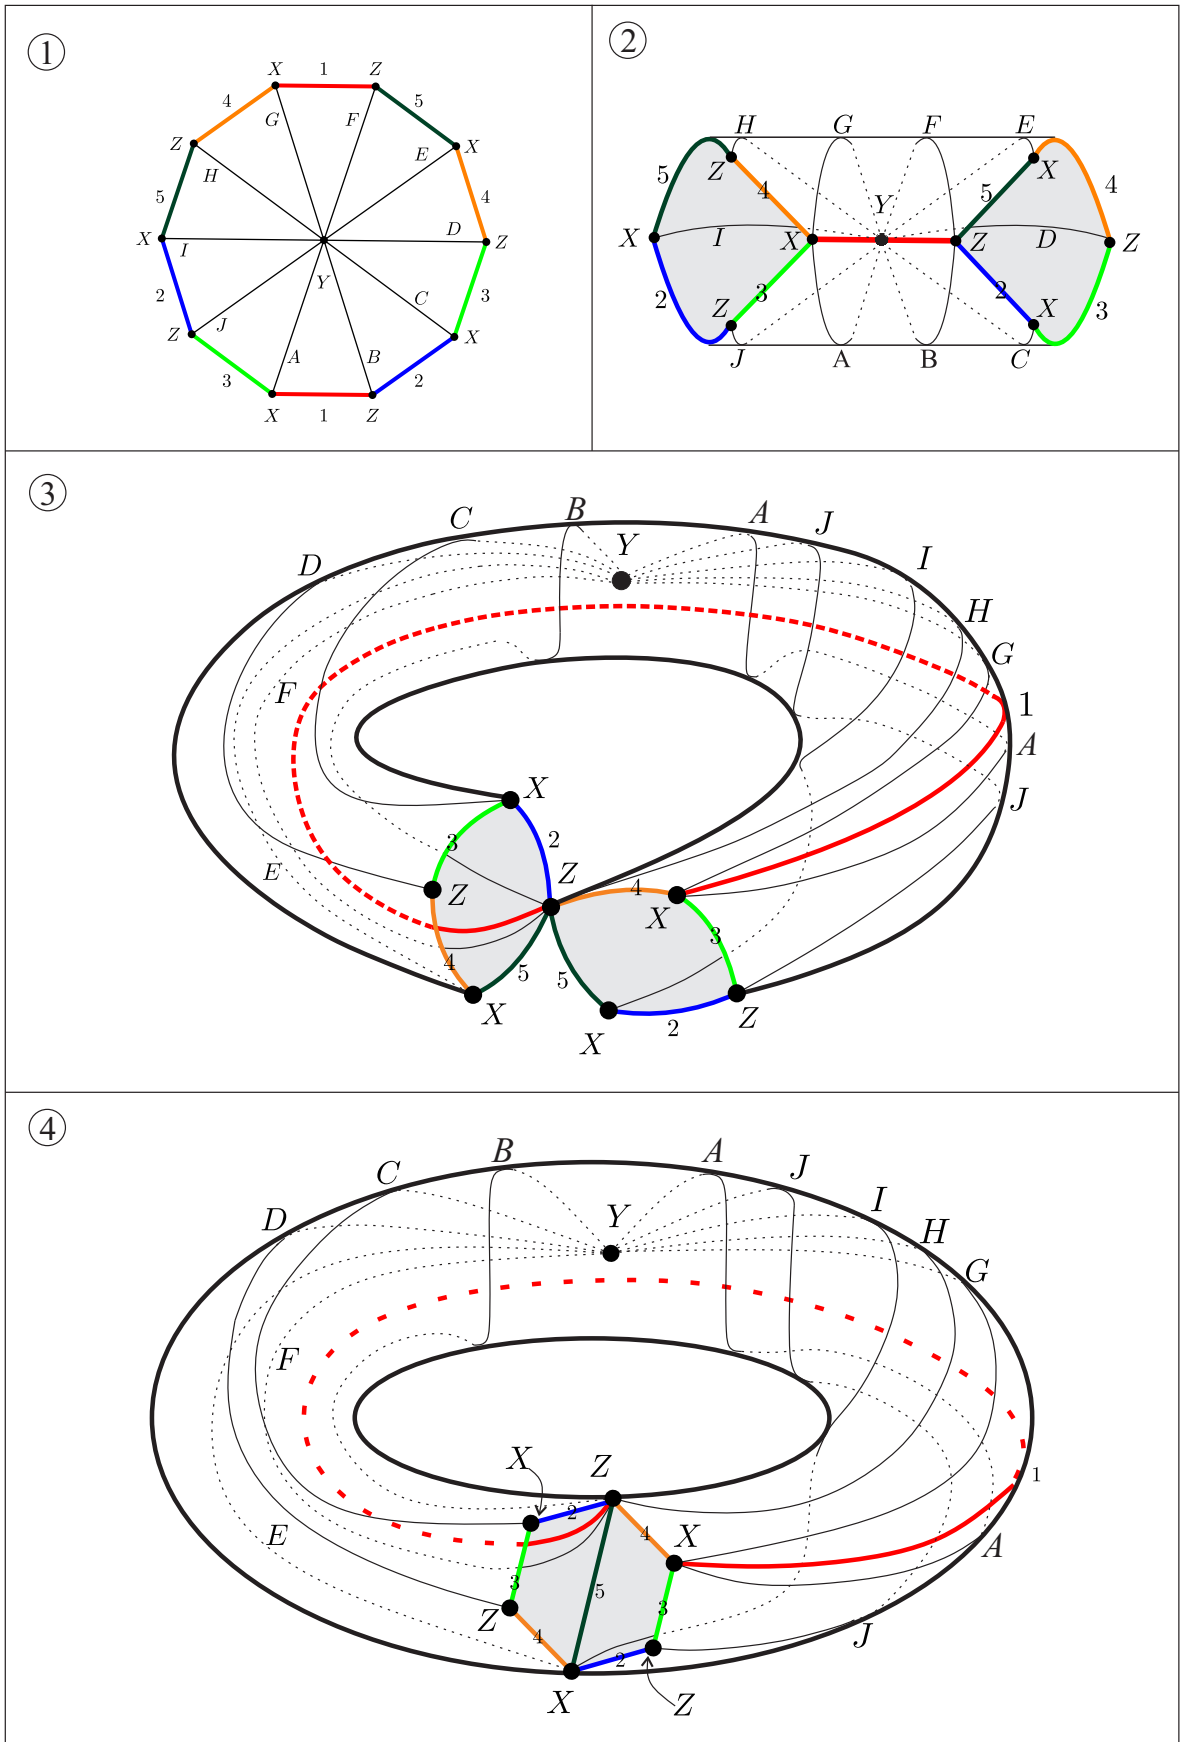 1
X 1 Z
4 5
G F
Z E X
H
5 4
X I D Z
Y
2 3
J C
Z A B X
3 2
X 1 Z
2
H G F E
5 Z 4 5 X 4
Y
X I X Z D Z
2 Z 3 2 X 3
J A B C
3
B A
C J
Y
D I
H
G
F 1
A
X J
3 2
Z Z 4
E X
3
4 5 5
X Z
X 2
4
B A
C J
I
D Y H
G
F
X Z
1
2 4 X
E A
3 5 3
Z
4 J
2
X Z